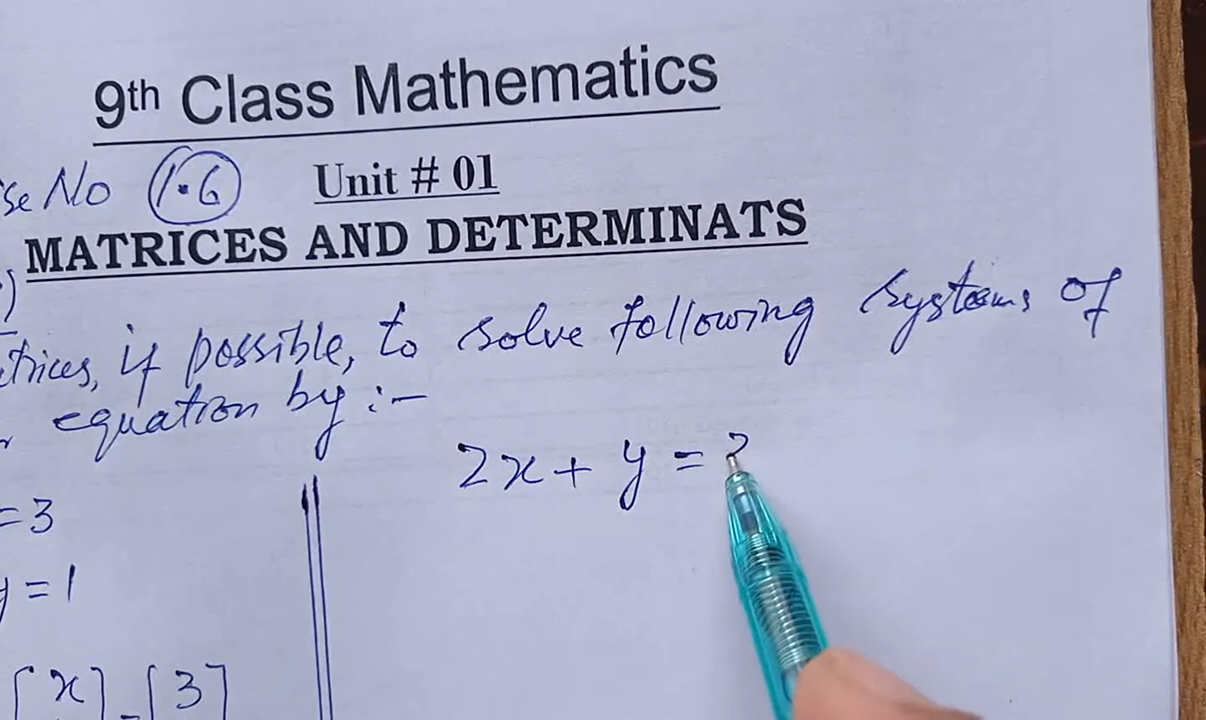 9th Class Mathematics
se No 1.6 Unit # 01
MATRICES AND DETERMINATS
trices, if possible, to solve following systems of
equation by :-
2x + y =
= 3
y = 1
[x] = [3]